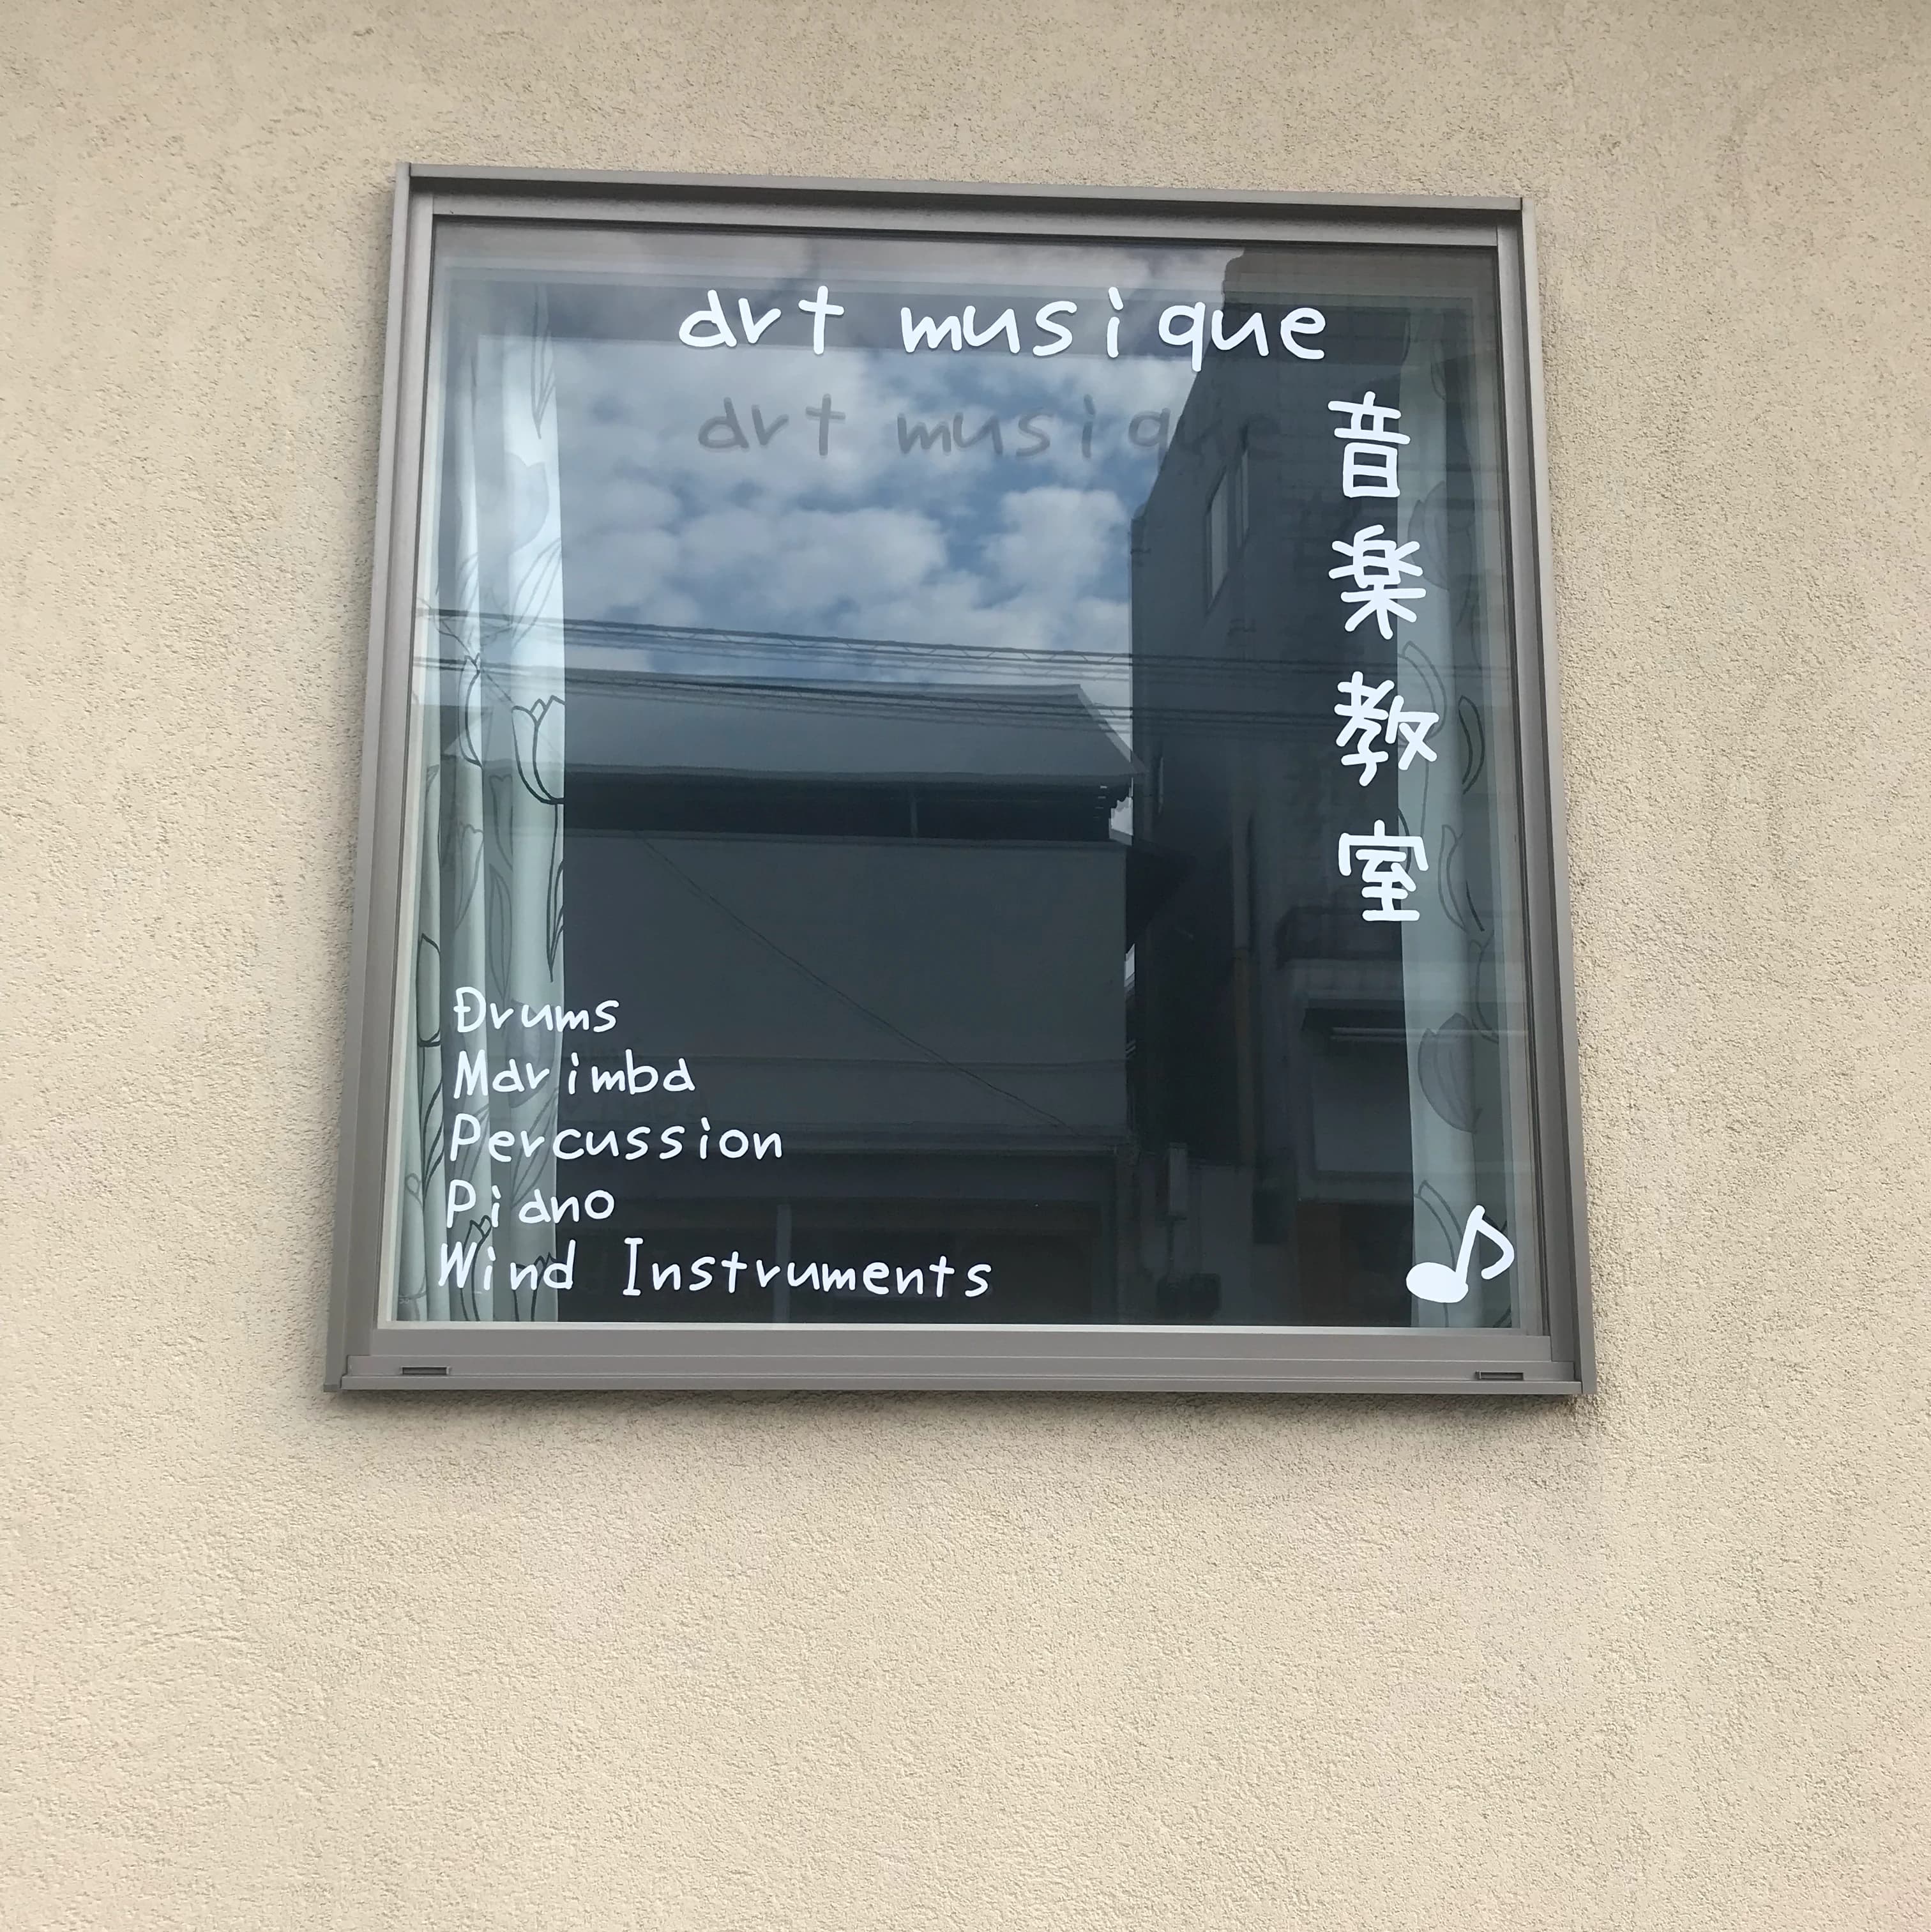 art musique
音楽教室
Drums
Marimba
Percussion
Piano
Wind Instruments